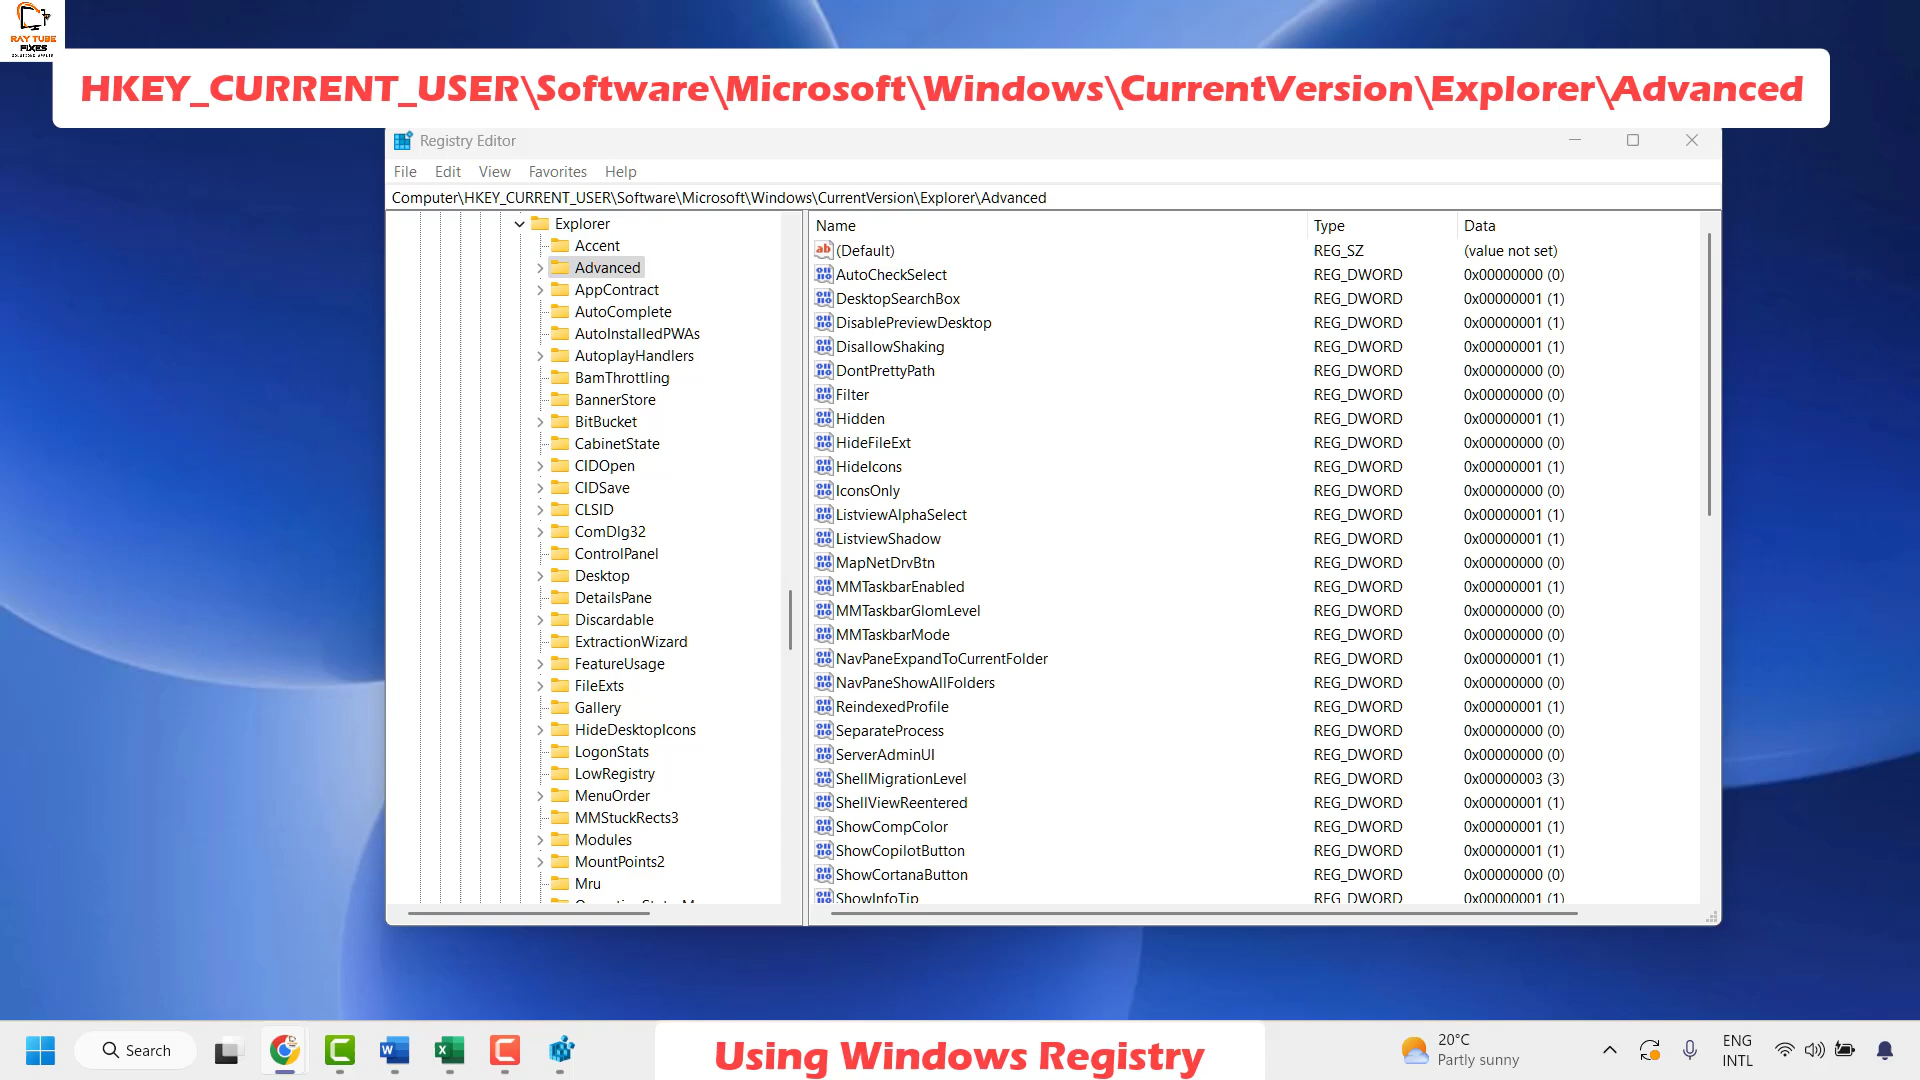 RAY TUBE
FIXES
HKEY_CURRENT_USER\Software\Microsoft\Windows\CurrentVersion\Explorer\Advanced
Registry Editor
File Edit View Favorites Help
Computer\HKEY_CURRENT_USER\Software\Microsoft\Windows\CurrentVersion\Explorer\Advanced
Explorer
Accent
Advanced
AppContract
AutoComplete
AutoInstalledPWAs
AutoplayHandlers
BamThrottling
BannerStore
BitBucket
CabinetState
CIDOpen
CIDSave
CLSID
ComDlg32
ControlPanel
Desktop
DetailsPane
Discardable
ExtractionWizard
FeatureUsage
FileExts
Gallery
HideDesktopIcons
LogonStats
LowRegistry
MenuOrder
MMStuckRects3
Modules
MountPoints2
Mru
Name Type Data
(Default) REG_SZ (value not set)
AutoCheckSelect REG_DWORD 0x00000000 (0)
DesktopSearchBox REG_DWORD 0x00000001 (1)
DisablePreviewDesktop REG_DWORD 0x00000001 (1)
DisallowShaking REG_DWORD 0x00000001 (1)
DontPrettyPath REG_DWORD 0x00000000 (0)
Filter REG_DWORD 0x00000000 (0)
Hidden REG_DWORD 0x00000001 (1)
HideFileExt REG_DWORD 0x00000000 (0)
HideIcons REG_DWORD 0x00000001 (1)
IconsOnly REG_DWORD 0x00000000 (0)
ListviewAlphaSelect REG_DWORD 0x00000001 (1)
ListviewShadow REG_DWORD 0x00000001 (1)
MapNetDrvBtn REG_DWORD 0x00000000 (0)
MMTaskbarEnabled REG_DWORD 0x00000001 (1)
MMTaskbarGlomLevel REG_DWORD 0x00000000 (0)
MMTaskbarMode REG_DWORD 0x00000000 (0)
NavPaneExpandToCurrentFolder REG_DWORD 0x00000001 (1)
NavPaneShowAllFolders REG_DWORD 0x00000000 (0)
ReindexedProfile REG_DWORD 0x00000001 (1)
SeparateProcess REG_DWORD 0x00000000 (0)
ServerAdminUI REG_DWORD 0x00000000 (0)
ShellMigrationLevel REG_DWORD 0x00000003 (3)
ShellViewReentered REG_DWORD 0x00000001 (1)
ShowCompColor REG_DWORD 0x00000001 (1)
ShowCopilotButton REG_DWORD 0x00000001 (1)
ShowCortanaButton REG_DWORD 0x00000000 (0)
ShowInfoTip REG_DWORD 0x00000001 (1)
Search
Using Windows Registry
20°C
Partly sunny
ENG
INTL